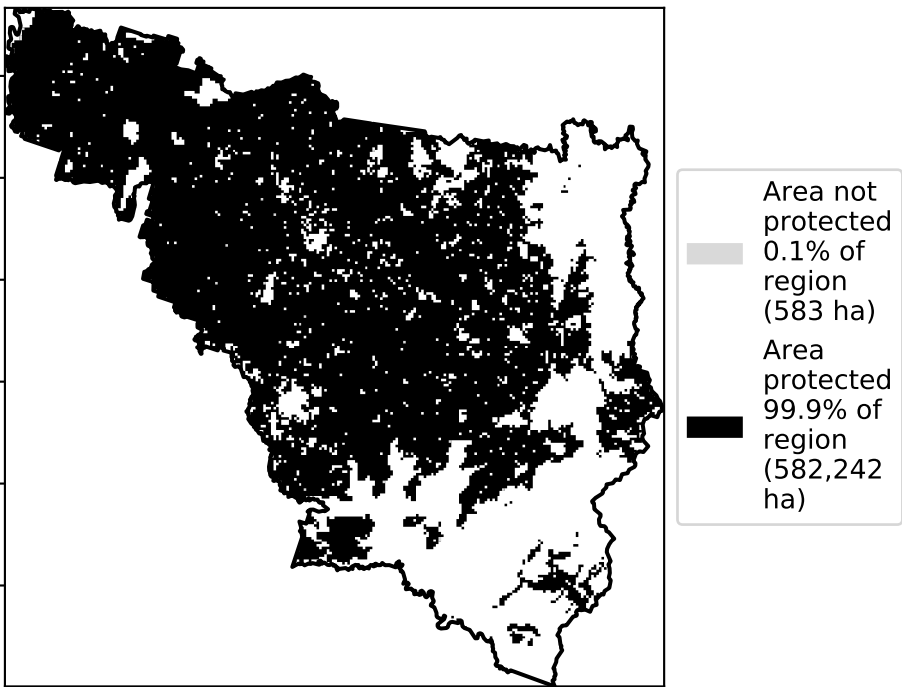 Area not
protected
0.1% of
region
(583 ha)
Area
protected
99.9% of
region
(582,242
ha)